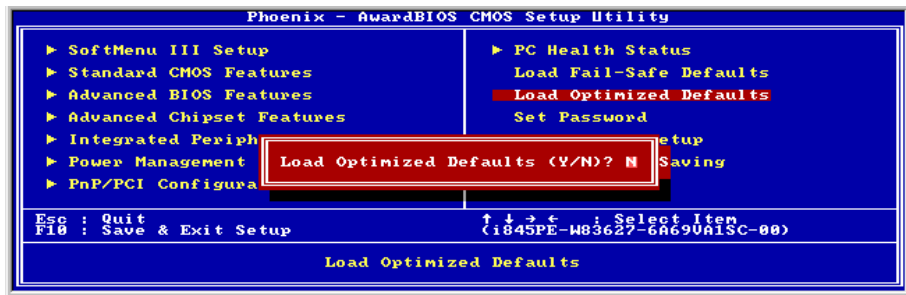 Phoenix - AwardBIOS CMOS Setup Utility
► SoftMenu III Setup
► Standard CMOS Features
► Advanced BIOS Features
► Advanced Chipset Features
► Integrated Periph
► Power Management
► PnP/PCI Configura
► PC Health Status
Load Fail-Safe Defaults
Load Optimized Defaults
Set Password
etup
Saving
Load Optimized Defaults (Y/N)? N
Esc : Quit
F10 : Save & Exit Setup
↑ ↓ → ← : Select Item
(i845PE-W83627-6A69VA1SC-00)
Load Optimized Defaults